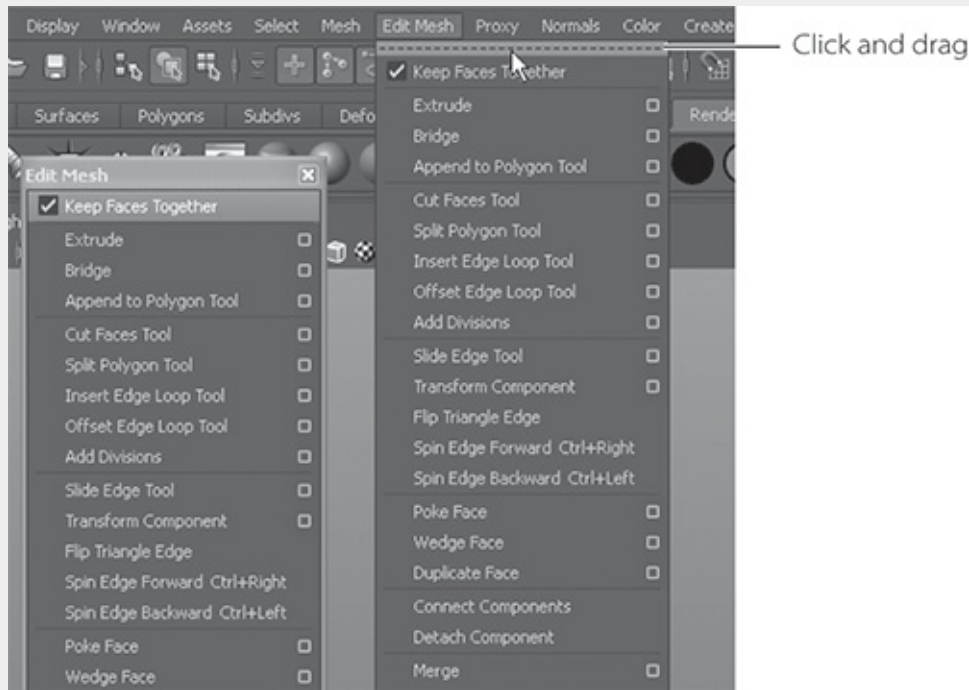 Display Window Assets Select Mesh Edit Mesh Proxy Normals Color Create
Click and drag
Surfaces Polygons Subdivs Defo
Rende
Keep Faces Together
Extrude
Bridge
Append to Polygon Tool
Cut Faces Tool
Split Polygon Tool
Insert Edge Loop Tool
Offset Edge Loop Tool
Add Divisions
Slide Edge Tool
Transform Component
Flip Triangle Edge
Spin Edge Forward Ctrl+Right
Spin Edge Backward Ctrl+Left
Poke Face
Wedge Face
Duplicate Face
Connect Components
Detach Component
Merge
Edit Mesh
Keep Faces Together
Extrude
Bridge
Append to Polygon Tool
Cut Faces Tool
Split Polygon Tool
Insert Edge Loop Tool
Offset Edge Loop Tool
Add Divisions
Slide Edge Tool
Transform Component
Flip Triangle Edge
Spin Edge Forward Ctrl+Right
Spin Edge Backward Ctrl+Left
Poke Face
Wedge Face